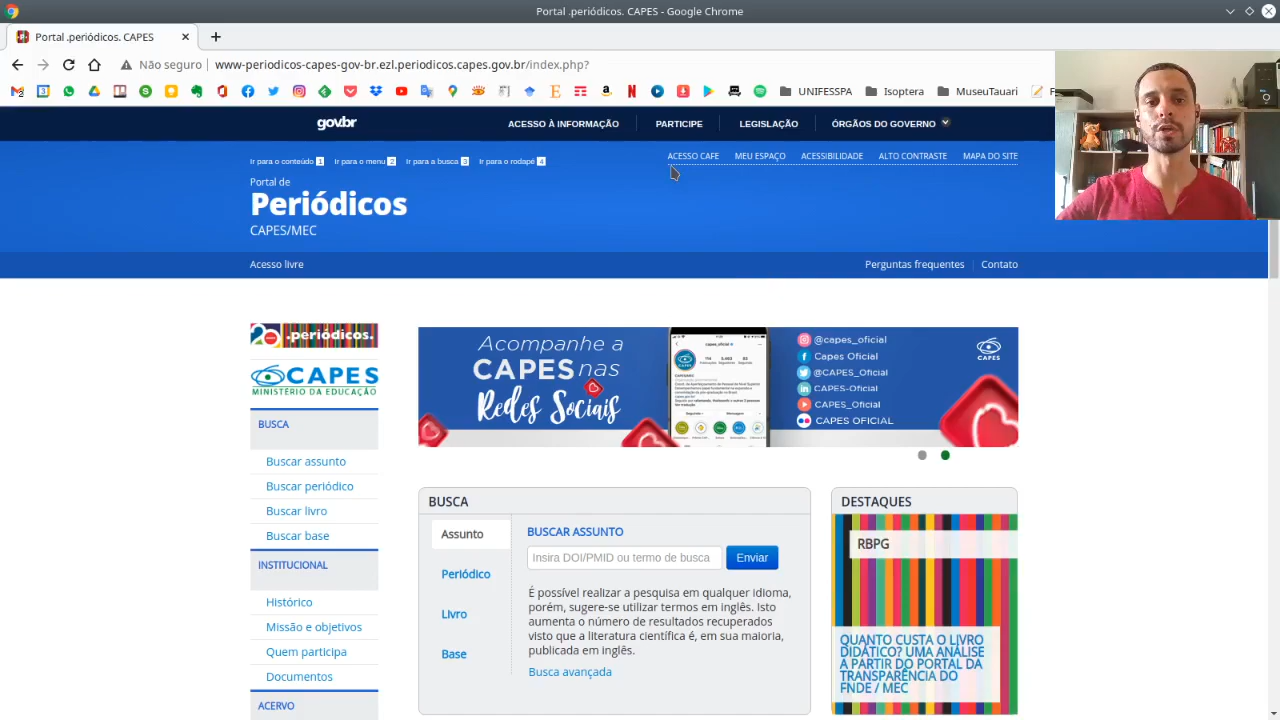 Portal .periódicos. CAPES - Google Chrome
Portal .periódicos. CAPES
Não seguro
www-periodicos-capes-gov-br.ezl.periodicos.capes.gov.br/index.php?
UNIFESSPA
Isoptera
MuseuTauari
gov.br
ACESSO À INFORMAÇÃO
PARTICIPE
LEGISLAÇÃO
ÓRGÃOS DO GOVERNO
Ir para o conteúdo 1
Ir para o menu 2
Ir para a busca 3
Ir para o rodapé 4
ACESSO CAFE
MEU ESPAÇO
ACESSIBILIDADE
ALTO CONTRASTE
MAPA DO SITE
Portal de
Periódicos
CAPES/MEC
Acesso livre
Perguntas frequentes
Contato
20 .periódicos.
CAPES
MINISTÉRIO DA EDUCAÇÃO
BUSCA
Buscar assunto
Buscar periódico
Buscar livro
Buscar base
INSTITUCIONAL
Histórico
Missão e objetivos
Quem participa
Documentos
ACERVO
Acompanhe a
CAPES nas
Redes Sociais
capes_oficial
@capes_oficial
Capes Oficial
@CAPES_Oficial
CAPES-Oficial
CAPES_Oficial
CAPES OFICIAL
CAPES
BUSCA
Assunto
Periódico
Livro
Base
BUSCAR ASSUNTO
Insira DOI/PMID ou termo de busca
Enviar
É possível realizar a pesquisa em qualquer idioma,
porém, sugere-se utilizar termos em inglês. Isto
aumenta o número de resultados recuperados
visto que a literatura científica é, em sua maioria,
publicada em inglês.
Busca avançada
DESTAQUES
RBPG
QUANTO CUSTA O LIVRO
DIDÁTICO? UMA ANÁLISE
A PARTIR DO PORTAL DA
TRANSPARÊNCIA DO
FNDE / MEC